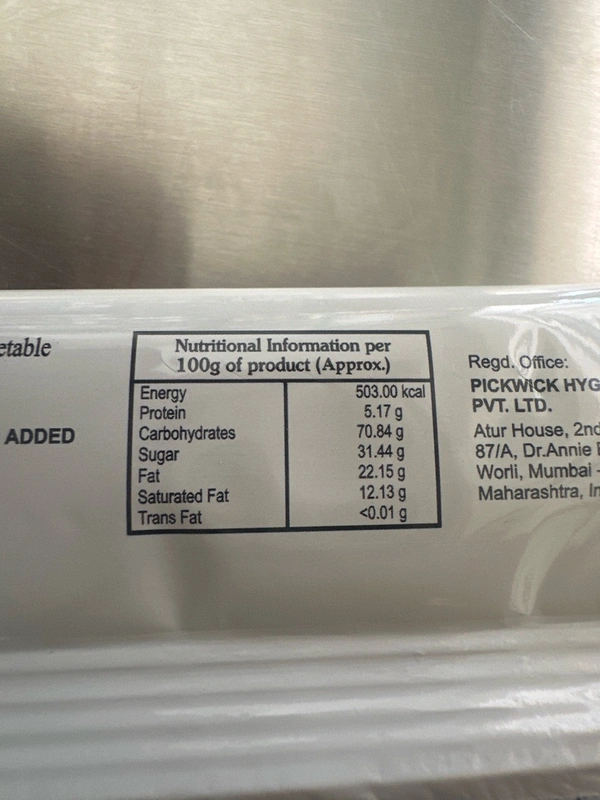 etable
ADDED
Nutritional Information per
100g of product (Approx.)
Energy 503.00 kcal
Protein 5.17 g
Carbohydrates 70.84 g
Sugar 31.44 g
Fat 22.15 g
Saturated Fat 12.13 g
Trans Fat <0.01 g
Regd. Office:
PICKWICK HYG
PVT. LTD.
Atur House, 2nd
87/A, Dr.Annie
Worli, Mumbai -
Maharashtra, In